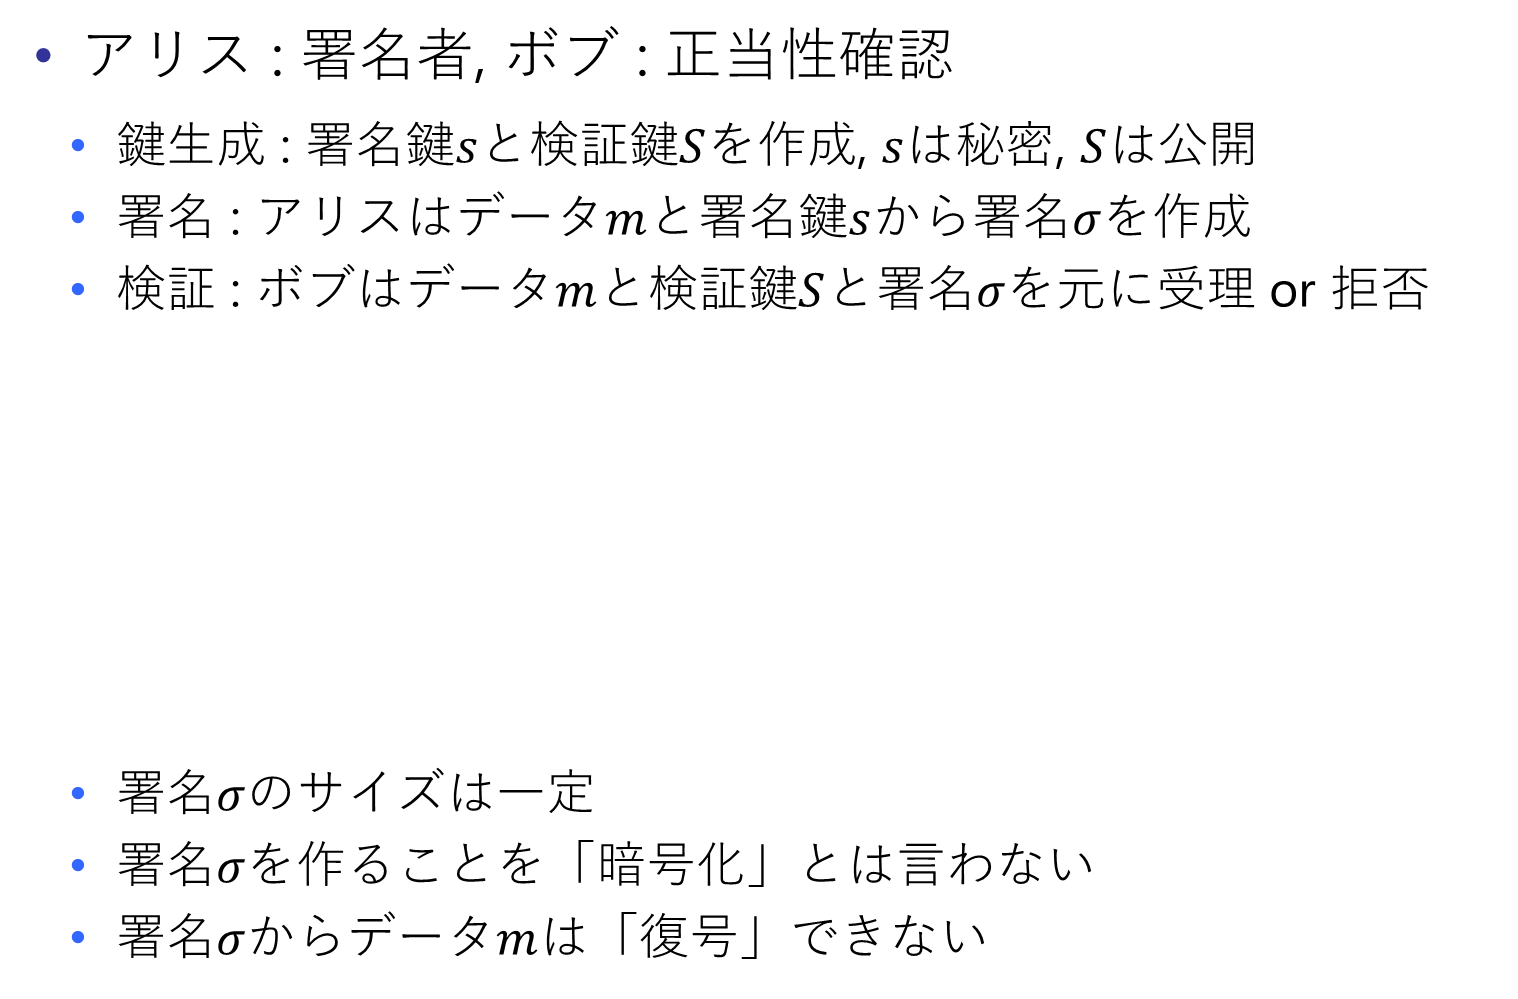 • アリス : 署名者, ボブ : 正当性確認
• 鍵生成 : 署名鍵sと検証鍵Sを作成, sは秘密, Sは公開
• 署名 : アリスはデータmと署名鍵sから署名σを作成
• 検証 : ボブはデータmと検証鍵Sと署名σを元に受理 or 拒否
• 署名σのサイズは一定
• 署名σを作ることを「暗号化」とは言わない
• 署名σからデータmは「復号」できない